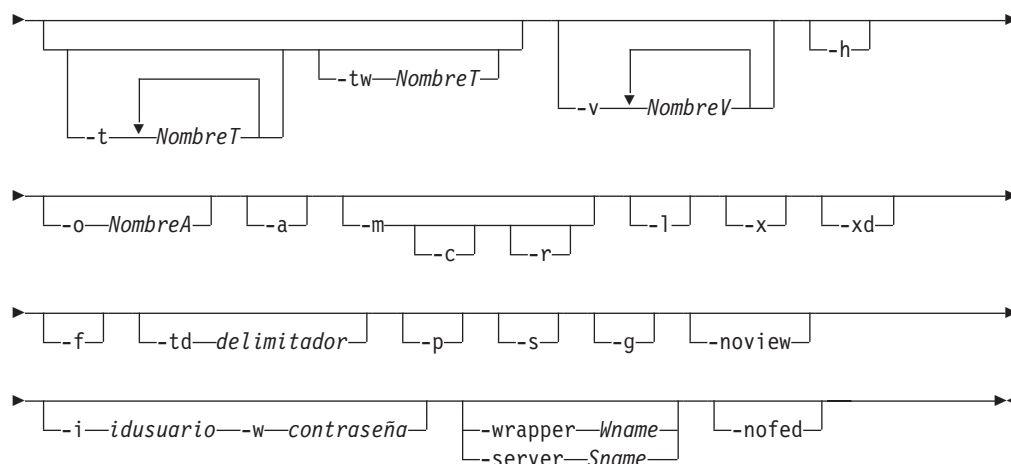 -tw NombreT -h
-v NombreV
-t NombreT
-o NombreA -a -m -l -x -xd
-c -r
-f -td delimitador -p -s -g -noview
-i idusuario -w contraseña -wrapper Wname -nofed
-server Sname